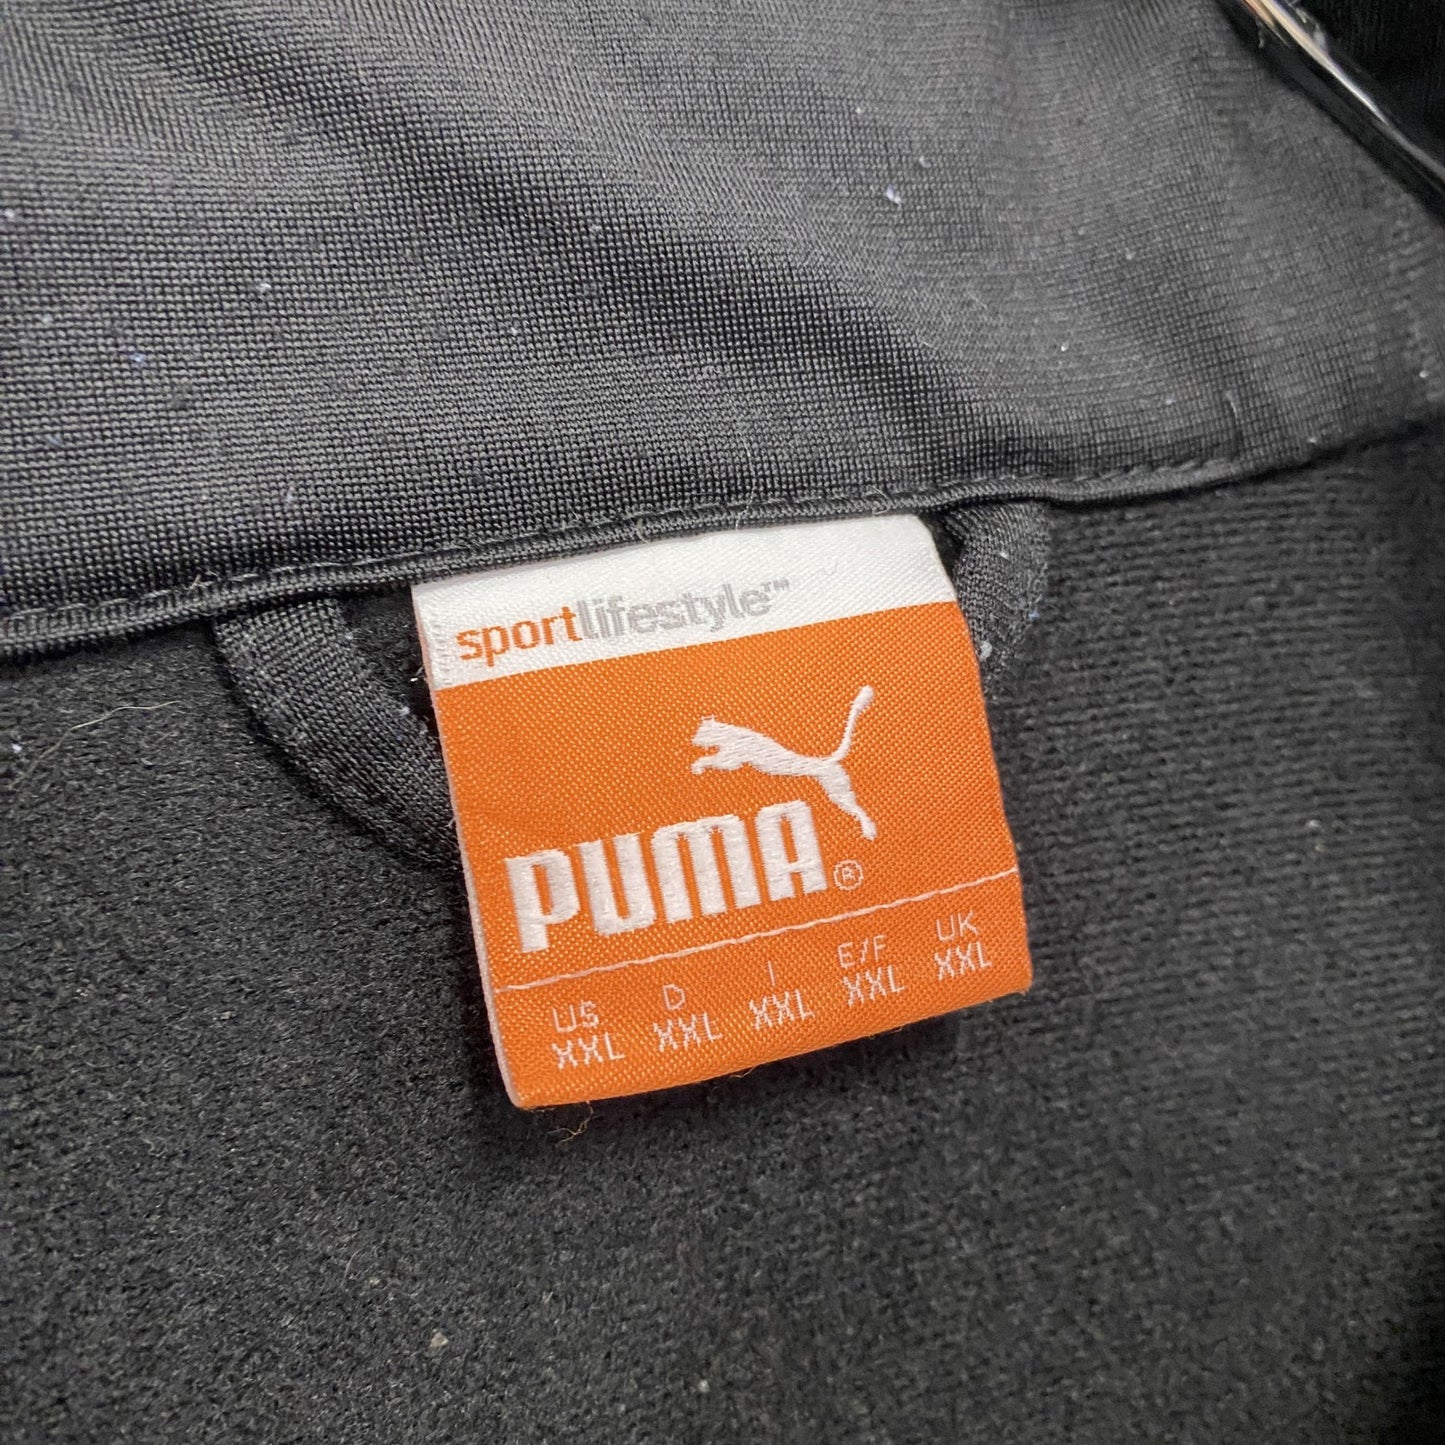 sportlifestyle™
PUMA®
US D I E/F UK
XXL XXL XXL XXL XXL